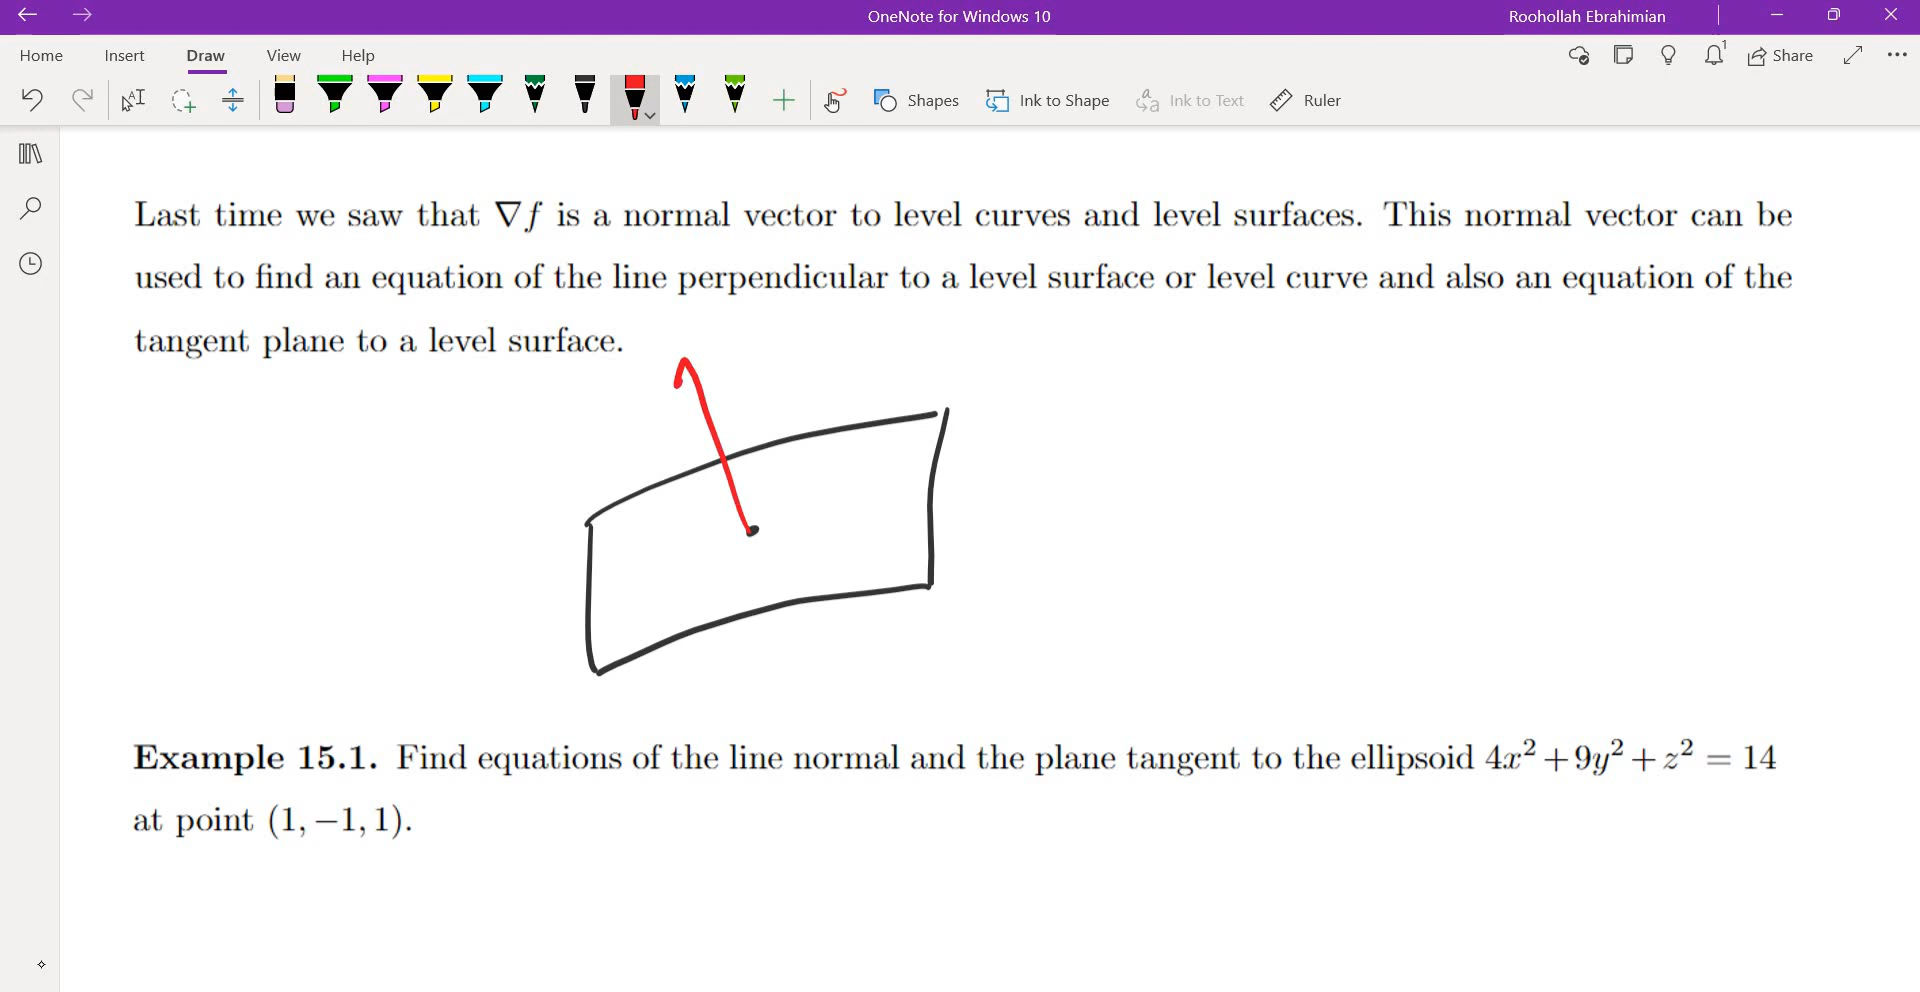 OneNote for Windows 10
Roohollah Ebrahimian
Home Insert Draw View Help
1
Share
Shapes
Ink to Shape
Ink to Text
Ruler
Last time we saw that ∇f is a normal vector to level curves and level surfaces. This normal vector can be
used to find an equation of the line perpendicular to a level surface or level curve and also an equation of the
tangent plane to a level surface.
Example 15.1. Find equations of the line normal and the plane tangent to the ellipsoid 4x² + 9y² + z² = 14
at point (1, −1, 1).